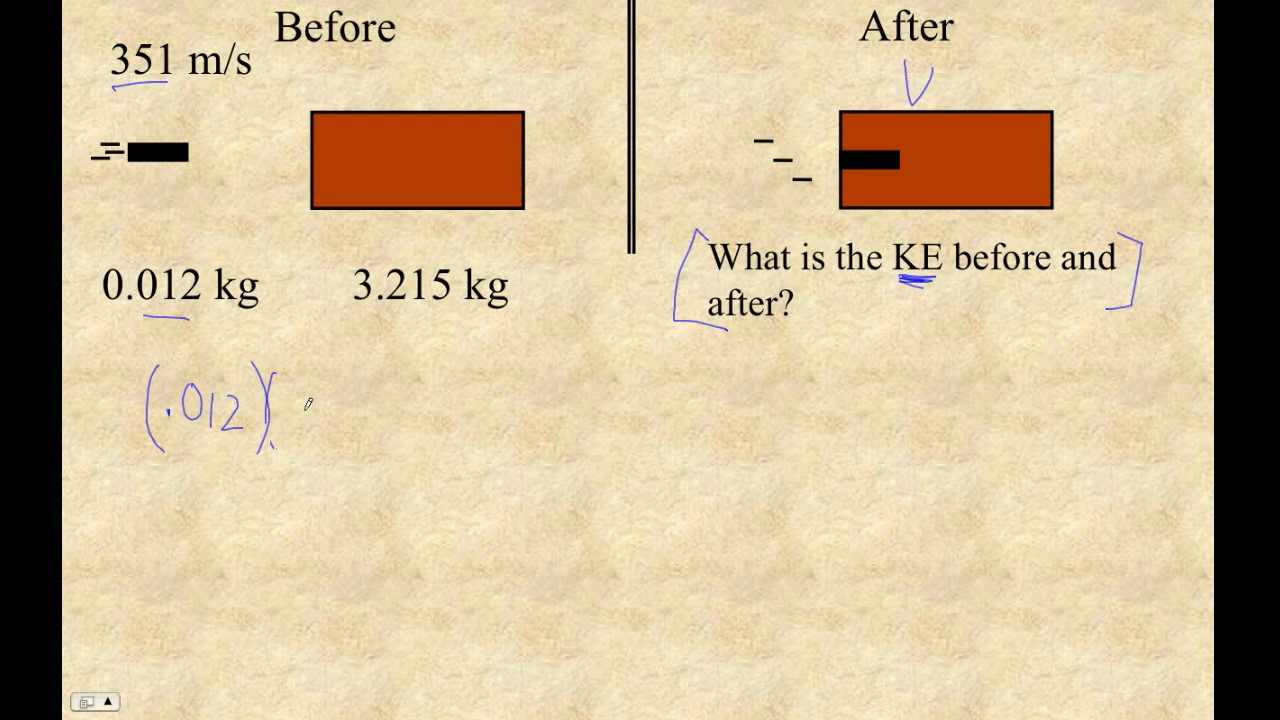 Before
351 m/s
0.012 kg
3.215 kg
(.012)(
After
V
What is the KE before and
after?